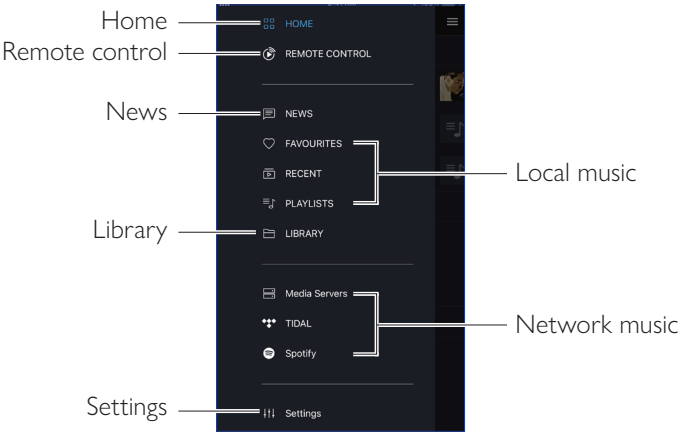 Home
HOME
Remote control
REMOTE CONTROL
News
NEWS
FAVOURITES
RECENT
Local music
PLAYLISTS
Library
LIBRARY
Media Servers
TIDAL
Network music
Spotify
Settings
Settings